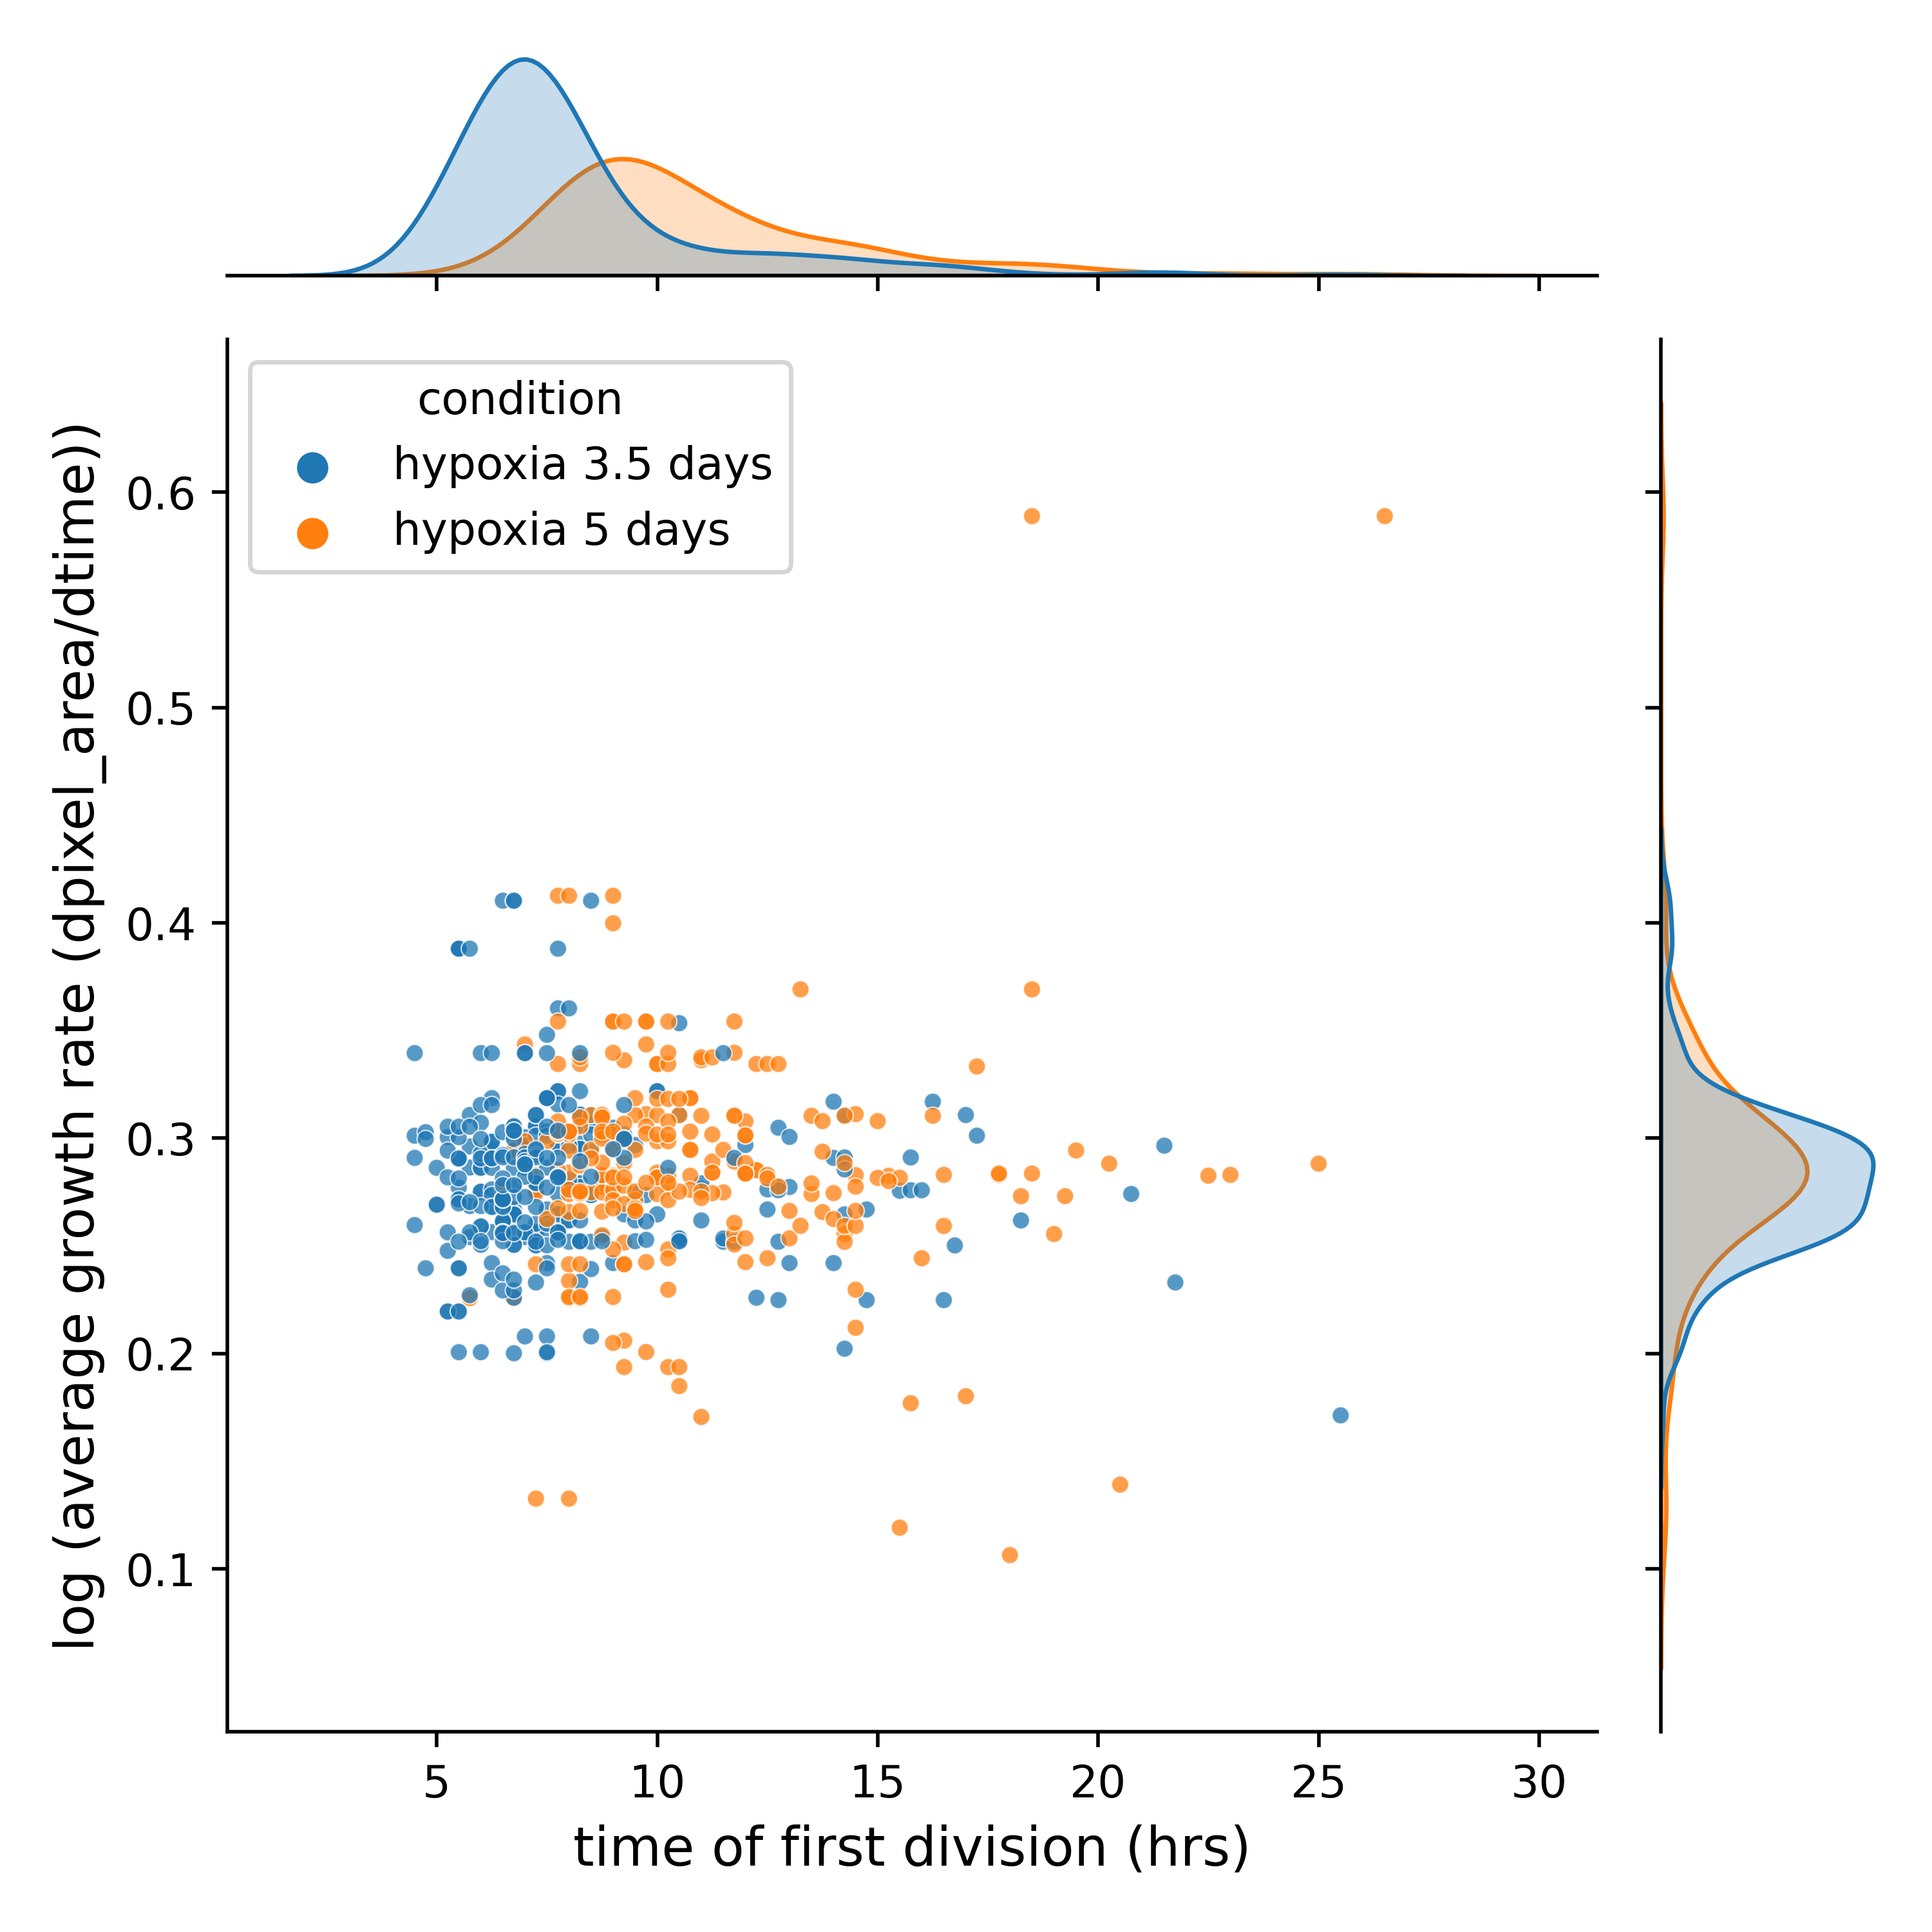 condition
hypoxia 3.5 days
hypoxia 5 days
log (average growth rate (dpixel_area/dtime))
0.6
0.5
0.4
0.3
0.2
0.1
5 10 15 20 25 30
time of first division (hrs)